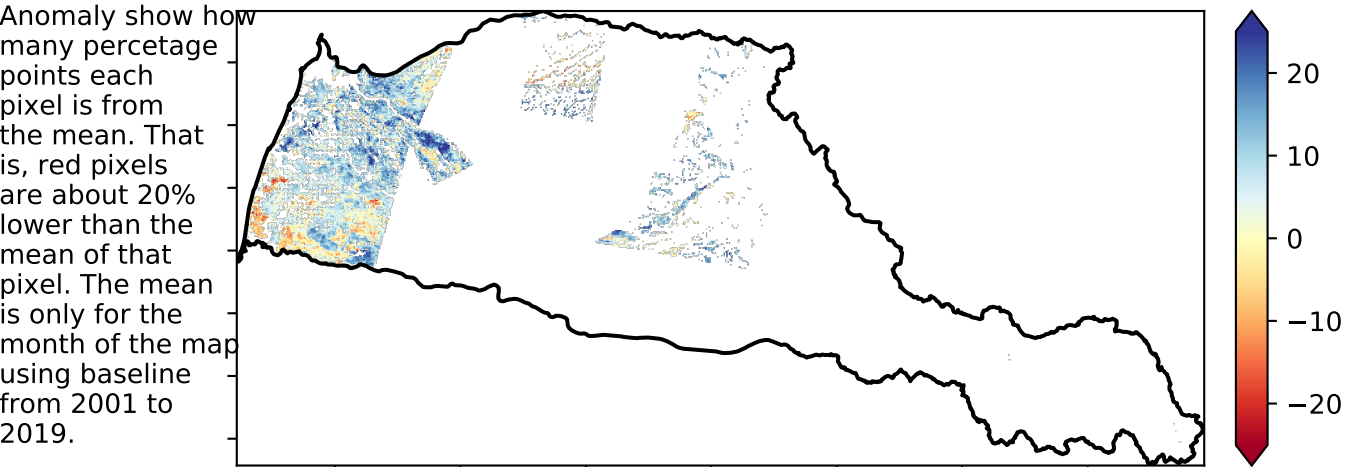 Anomaly show how
many percetage
points each
pixel is from
the mean. That
is, red pixels
are about 20%
lower than the
mean of that
pixel. The mean
is only for the
month of the map
using baseline
from 2001 to
2019.
20
10
0
−10
−20